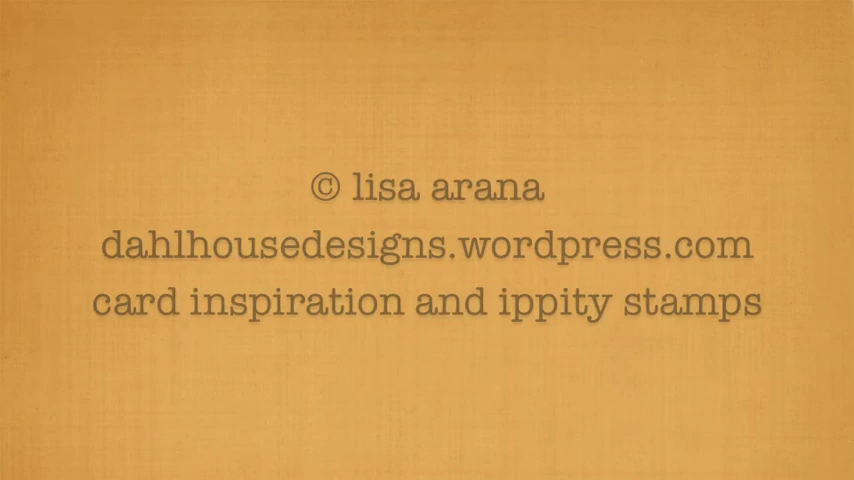 © lisa arana
dahlhousedesigns.wordpress.com
card inspiration and ippity stamps